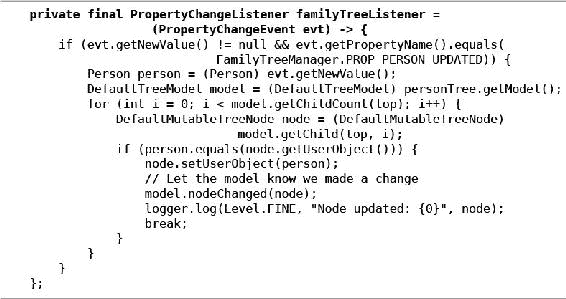 private final PropertyChangeListener familyTreeListener =
(PropertyChangeEvent evt) -> {
if (evt.getNewValue() != null && evt.getPropertyName().equals(
FamilyTreeManager.PROP_PERSON_UPDATED)) {
Person person = (Person) evt.getNewValue();
DefaultTreeModel model = (DefaultTreeModel) personTree.getModel();
for (int i = 0; i < model.getChildCount(top); i++) {
DefaultMutableTreeNode node = (DefaultMutableTreeNode)
model.getChild(top, i);
if (person.equals(node.getUserObject())) {
node.setUserObject(person);
// Let the model know we made a change
model.nodeChanged(node);
logger.log(Level.FINE, "Node updated: {0}", node);
break;
}
}
}
};